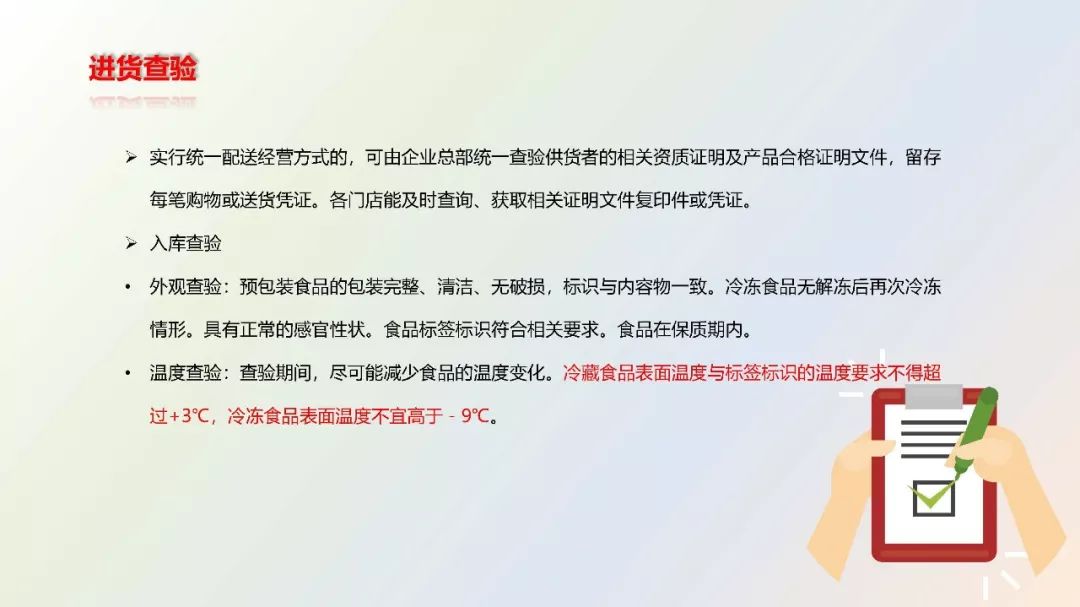 进货查验
➢ 实行统一配送经营方式的，可由企业总部统一查验供货者的相关资质证明及产品合格证明文件，留存
每笔购物或送货凭证。各门店能及时查询、获取相关证明文件复印件或凭证。
➢ 入库查验
• 外观查验：预包装食品的包装完整、清洁、无破损，标识与内容物一致。冷冻食品无解冻后再次冷冻
情形。具有正常的感官性状。食品标签标识符合相关要求。食品在保质期内。
• 温度查验：查验期间，尽可能减少食品的温度变化。冷藏食品表面温度与标签标识的温度要求不得超
过+3℃，冷冻食品表面温度不宜高于－9℃。